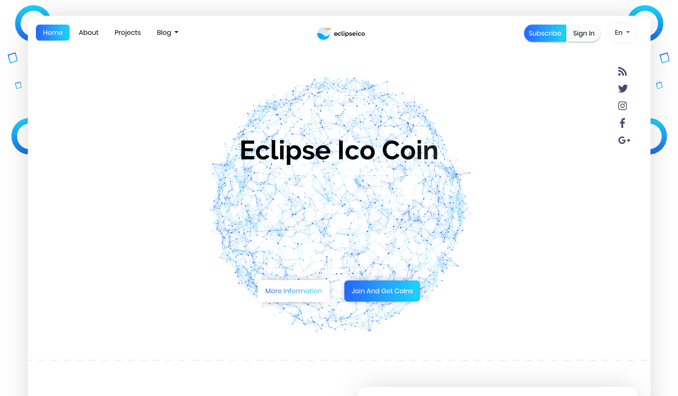 Home
About
Projects
Blog
eclipseico
Subscribe
Sign In
En
Eclipse Ico Coin
More Information
Join And Get Coins